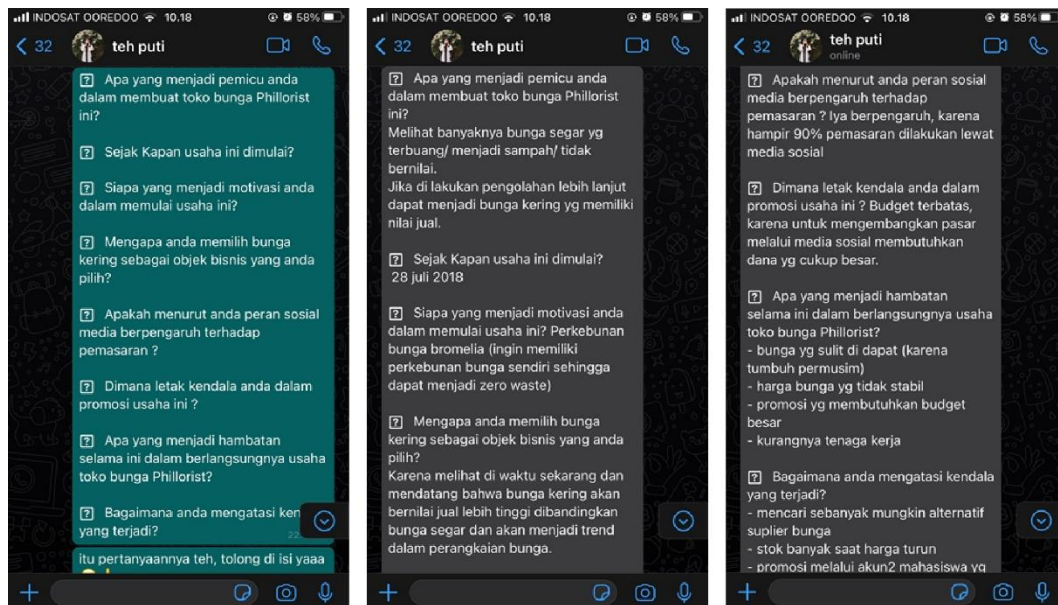 INDOSAT OOREDOO 10.18 58%
32 teh puti
Apa yang menjadi pemicu anda
dalam membuat toko bunga Phillorist
ini?
Sejak Kapan usaha ini dimulai?
Siapa yang menjadi motivasi anda
dalam memulai usaha ini?
Mengapa anda memilih bunga
kering sebagai objek bisnis yang anda
pilih?
Apakah menurut anda peran sosial
media berpengaruh terhadap
pemasaran ?
Dimana letak kendala anda dalam
promosi usaha ini ?
Apa yang menjadi hambatan
selama ini dalam berlangsungnya usaha
toko bunga Phillorist?
Bagaimana anda mengatasi
yang terjadi?
itu pertanyaannya teh, tolong di isi yaaa
INDOSAT OOREDOO 10.18 58%
32 teh puti
Apa yang menjadi pemicu anda
dalam membuat toko bunga Phillorist
ini?
Melihat banyaknya bunga segar yg
terbuang/ menjadi sampah/ tidak
bernilai.
Jika di lakukan pengolahan lebih lanjut
dapat menjadi bunga kering yg memiliki
nilai jual.
Sejak Kapan usaha ini dimulai?
28 juli 2018
Siapa yang menjadi motivasi anda
dalam memulai usaha ini? Perkebunan
bunga bromelia (ingin memiliki
perkebunan bunga sendiri sehingga
dapat menjadi zero waste)
Mengapa anda memilih bunga
kering sebagai objek bisnis yang anda
pilih?
Karena melihat di waktu sekarang dan
mendatang bahwa bunga kering akan
bernilai jual lebih tinggi dibandingkan
bunga segar dan akan menjadi trend
dalam perangkaian bunga.
INDOSAT OOREDOO 10.18 58%
32 teh puti
online
Apakah menurut anda peran sosial
media berpengaruh terhadap
pemasaran ? Iya berpengaruh, karena
hampir 90% pemasaran dilakukan lewat
media sosial
Dimana letak kendala anda dalam
promosi usaha ini ? Budget terbatas,
karena untuk mengembangkan pasar
melalui media sosial membutuhkan
dana yg cukup besar.
Apa yang menjadi hambatan
selama ini dalam berlangsungnya usaha
toko bunga Phillorist?
- bunga yg sulit di dapat (karena
tumbuh permusim)
- harga bunga yg tidak stabil
- promosi yg membutuhkan budget
besar
- kurangnya tenaga kerja
Bagaimana anda mengatasi kendala
yang terjadi?
- mencari sebanyak mungkin alternatif
suplier bunga
- stok banyak saat harga turun
- promosi melalui akun2 mahasiswa yg